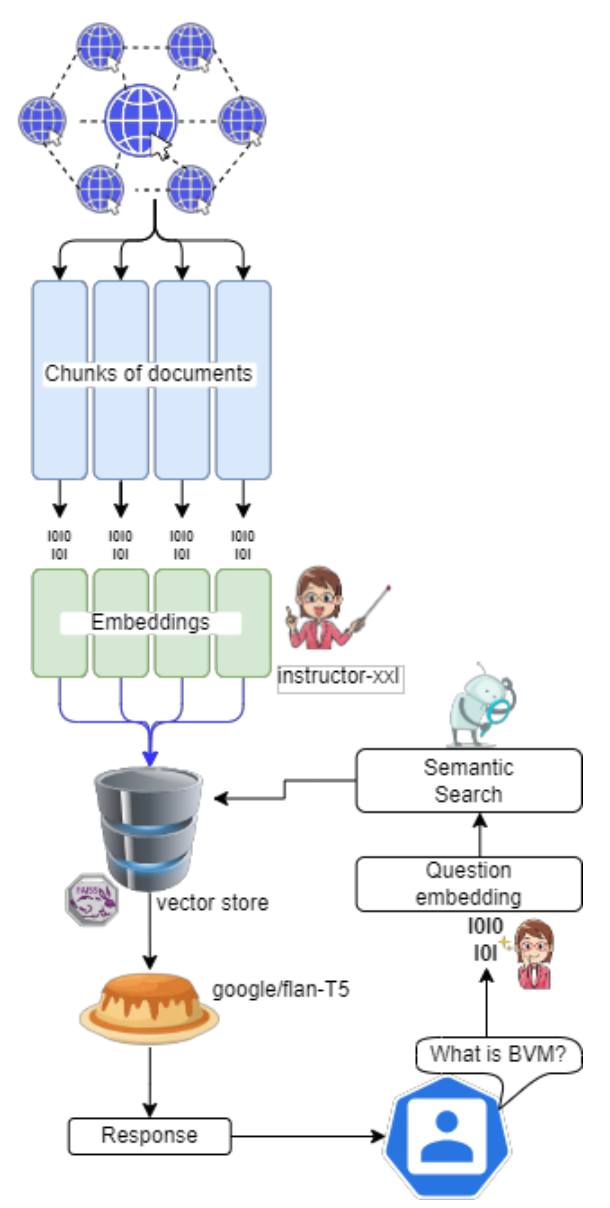 Chunks of documents
1010 1010 1010 1010
101 101 101 101
Embeddings
instructor-xxl
Semantic
Search
Question
embedding
1010
101
vector store
FAISS
google/flan-T5
What is BVM?
Response